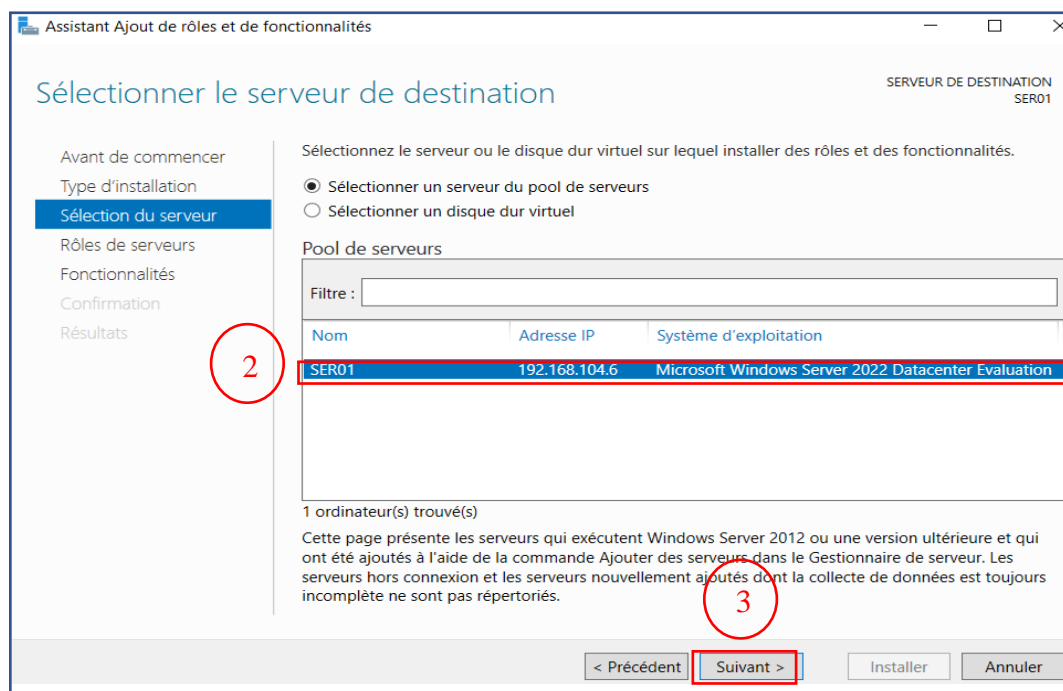 Assistant Ajout de rôles et de fonctionnalités
Sélectionner le serveur de destination
SERVEUR DE DESTINATION
SER01
Avant de commencer
Type d'installation
Sélection du serveur
Rôles de serveurs
Fonctionnalités
Confirmation
Résultats
Sélectionnez le serveur ou le disque dur virtuel sur lequel installer des rôles et des fonctionnalités.
Sélectionner un serveur du pool de serveurs
Sélectionner un disque dur virtuel
Pool de serveurs
Filtre :
Nom Adresse IP Système d'exploitation
2
SER01 192.168.104.6 Microsoft Windows Server 2022 Datacenter Evaluation
1 ordinateur(s) trouvé(s)
Cette page présente les serveurs qui exécutent Windows Server 2012 ou une version ultérieure et qui
ont été ajoutés à l'aide de la commande Ajouter des serveurs dans le Gestionnaire de serveur. Les
serveurs hors connexion et les serveurs nouvellement ajoutés dont la collecte de données est toujours
incomplète ne sont pas répertoriés.
3
< Précédent Suivant > Installer Annuler